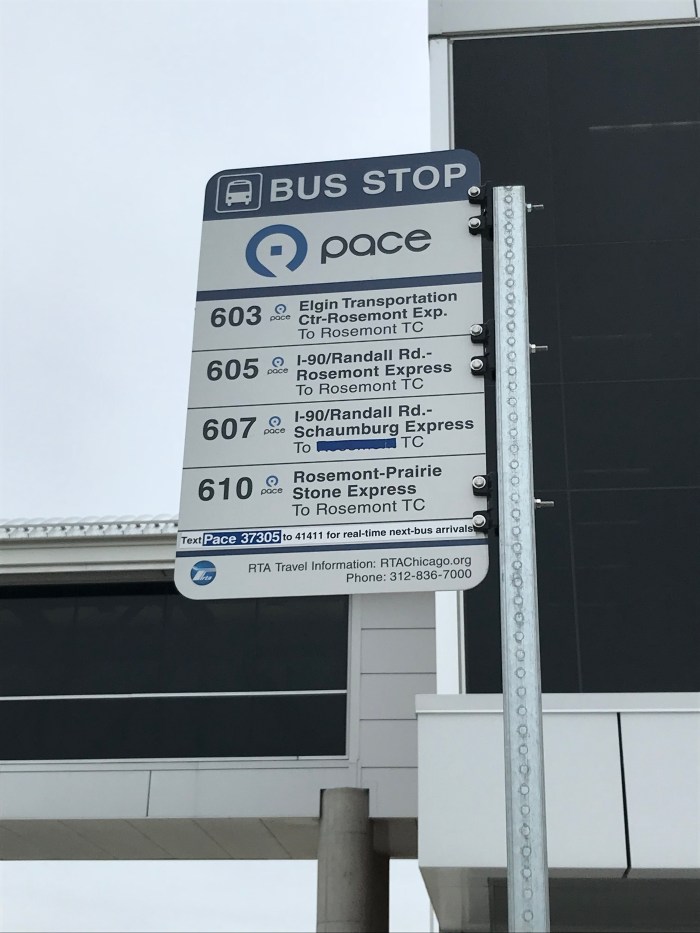 BUS STOP
pace
603 pace Elgin Transportation
Ctr-Rosemont Exp.
To Rosemont TC
605 pace I-90/Randall Rd.-
Rosemont Express
To Rosemont TC
607 pace I-90/Randall Rd.-
Schaumburg Express
To TC
610 pace Rosemont-Prairie
Stone Express
To Rosemont TC
Text Pace 37305 to 41411 for real-time next-bus arrivals
rta RTA Travel Information: RTAChicago.org
Phone: 312-836-7000